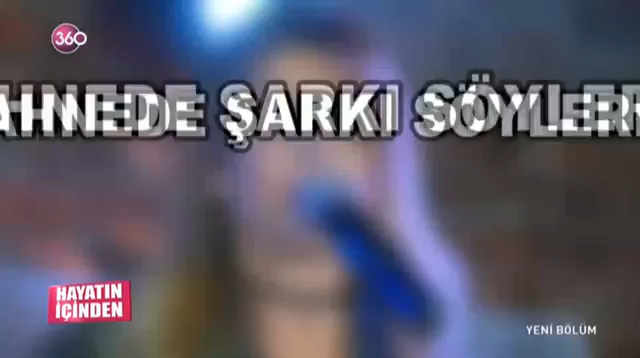 360
AHNEDE ŞARKI SÖYLER
HAYATIN
İÇİNDEN
YENİ BÖLÜM